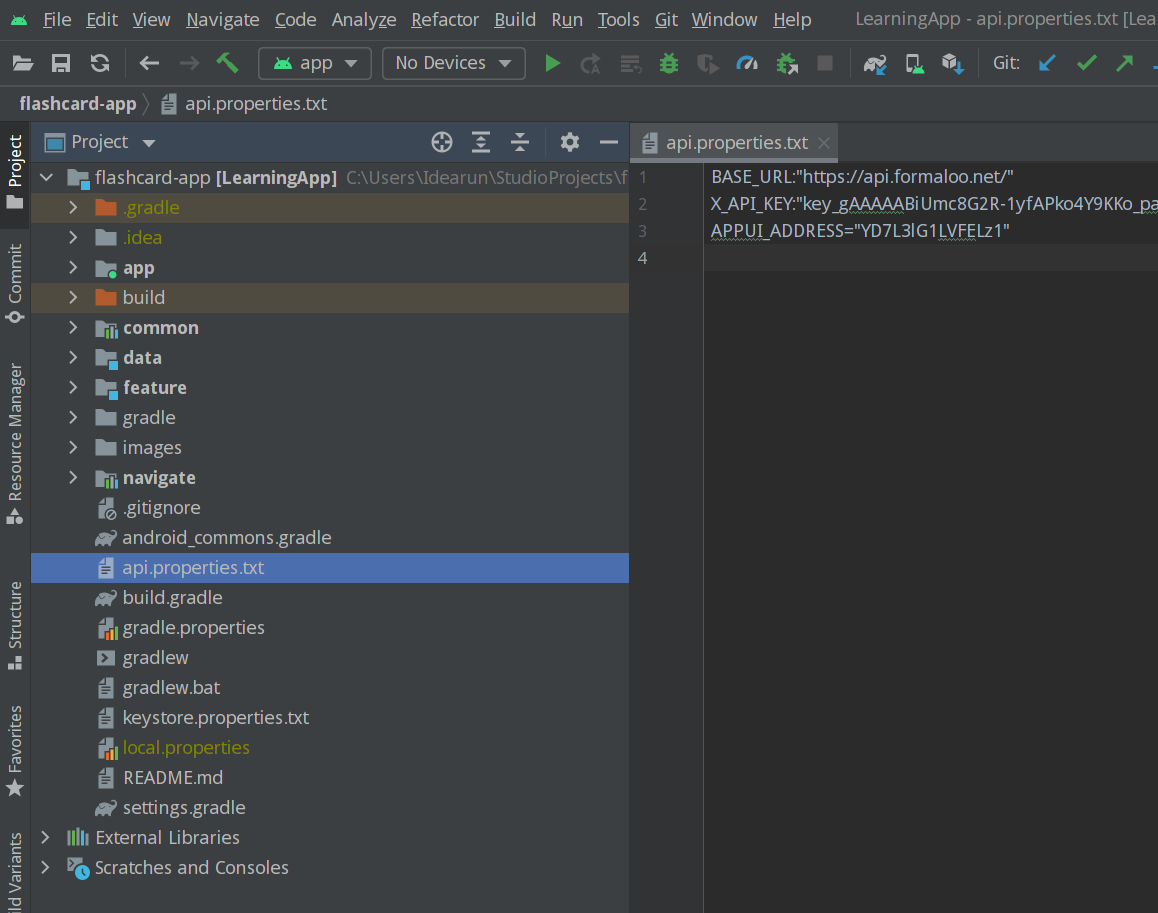 File Edit View Navigate Code Analyze Refactor Build Run Tools Git Window Help LearningApp - api.properties.txt [Lea
app No Devices Git:
flashcard-app api.properties.txt
Project
api.properties.txt
flashcard-app [LearningApp] C:\Users\Idearun\StudioProjects\f
.gradle
.idea
app
build
common
data
feature
gradle
images
navigate
.gitignore
android_commons.gradle
api.properties.txt
build.gradle
gradle.properties
gradlew
gradlew.bat
keystore.properties.txt
local.properties
README.md
settings.gradle
External Libraries
Scratches and Consoles
1 BASE_URL:"https://api.formaloo.net/"
2 X_API_KEY:"key_gAAAAABiUmc8G2R-1yfAPko4Y9KKo_pa
3 APPUI_ADDRESS="YD7L3lG1LVFELz1"
4
Project
Commit
Resource Manager
Structure
Favorites
ild Variants